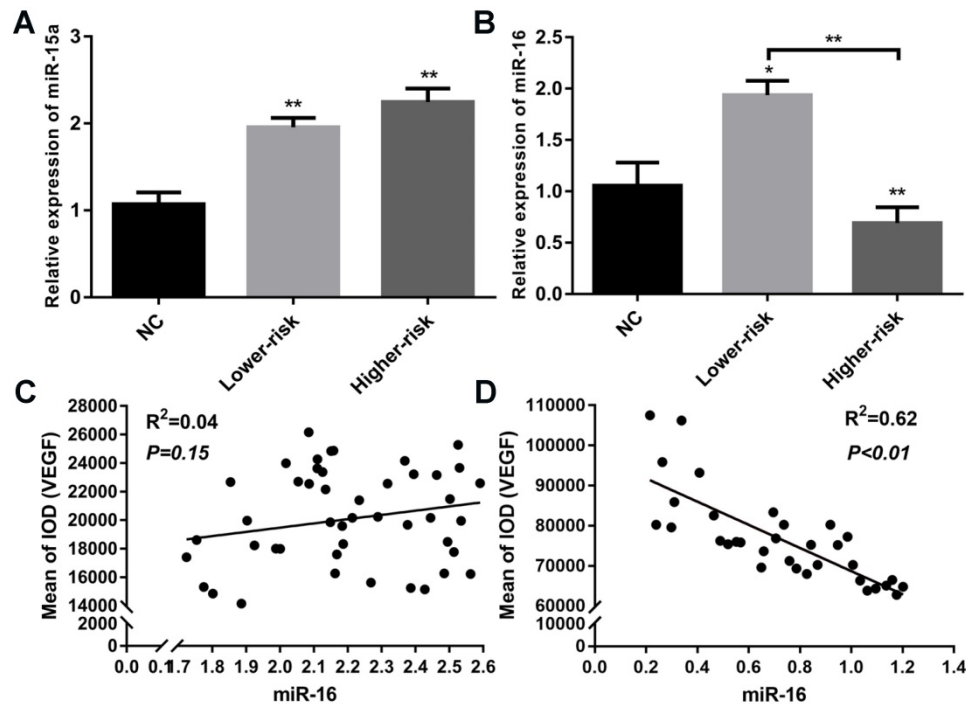 A
Relative expression of miR-15a
3
2
1
0
**
**
NC
Lower-risk
Higher-risk
B
Relative expression of miR-16
2.5
2.0
1.5
1.0
0.5
0.0
*
**
**
NC
Lower-risk
Higher-risk
C
Mean of IOD (VEGF)
28000
26000
24000
22000
20000
18000
16000
14000
2000
0
R²=0.04
P=0.15
0.0 0.1 1.7 1.8 1.9 2.0 2.1 2.2 2.3 2.4 2.5 2.6
miR-16
D
Mean of IOD (VEGF)
110000
100000
90000
80000
70000
60000
10000
0
R²=0.62
P<0.01
0.0 0.2 0.4 0.6 0.8 1.0 1.2 1.4
miR-16